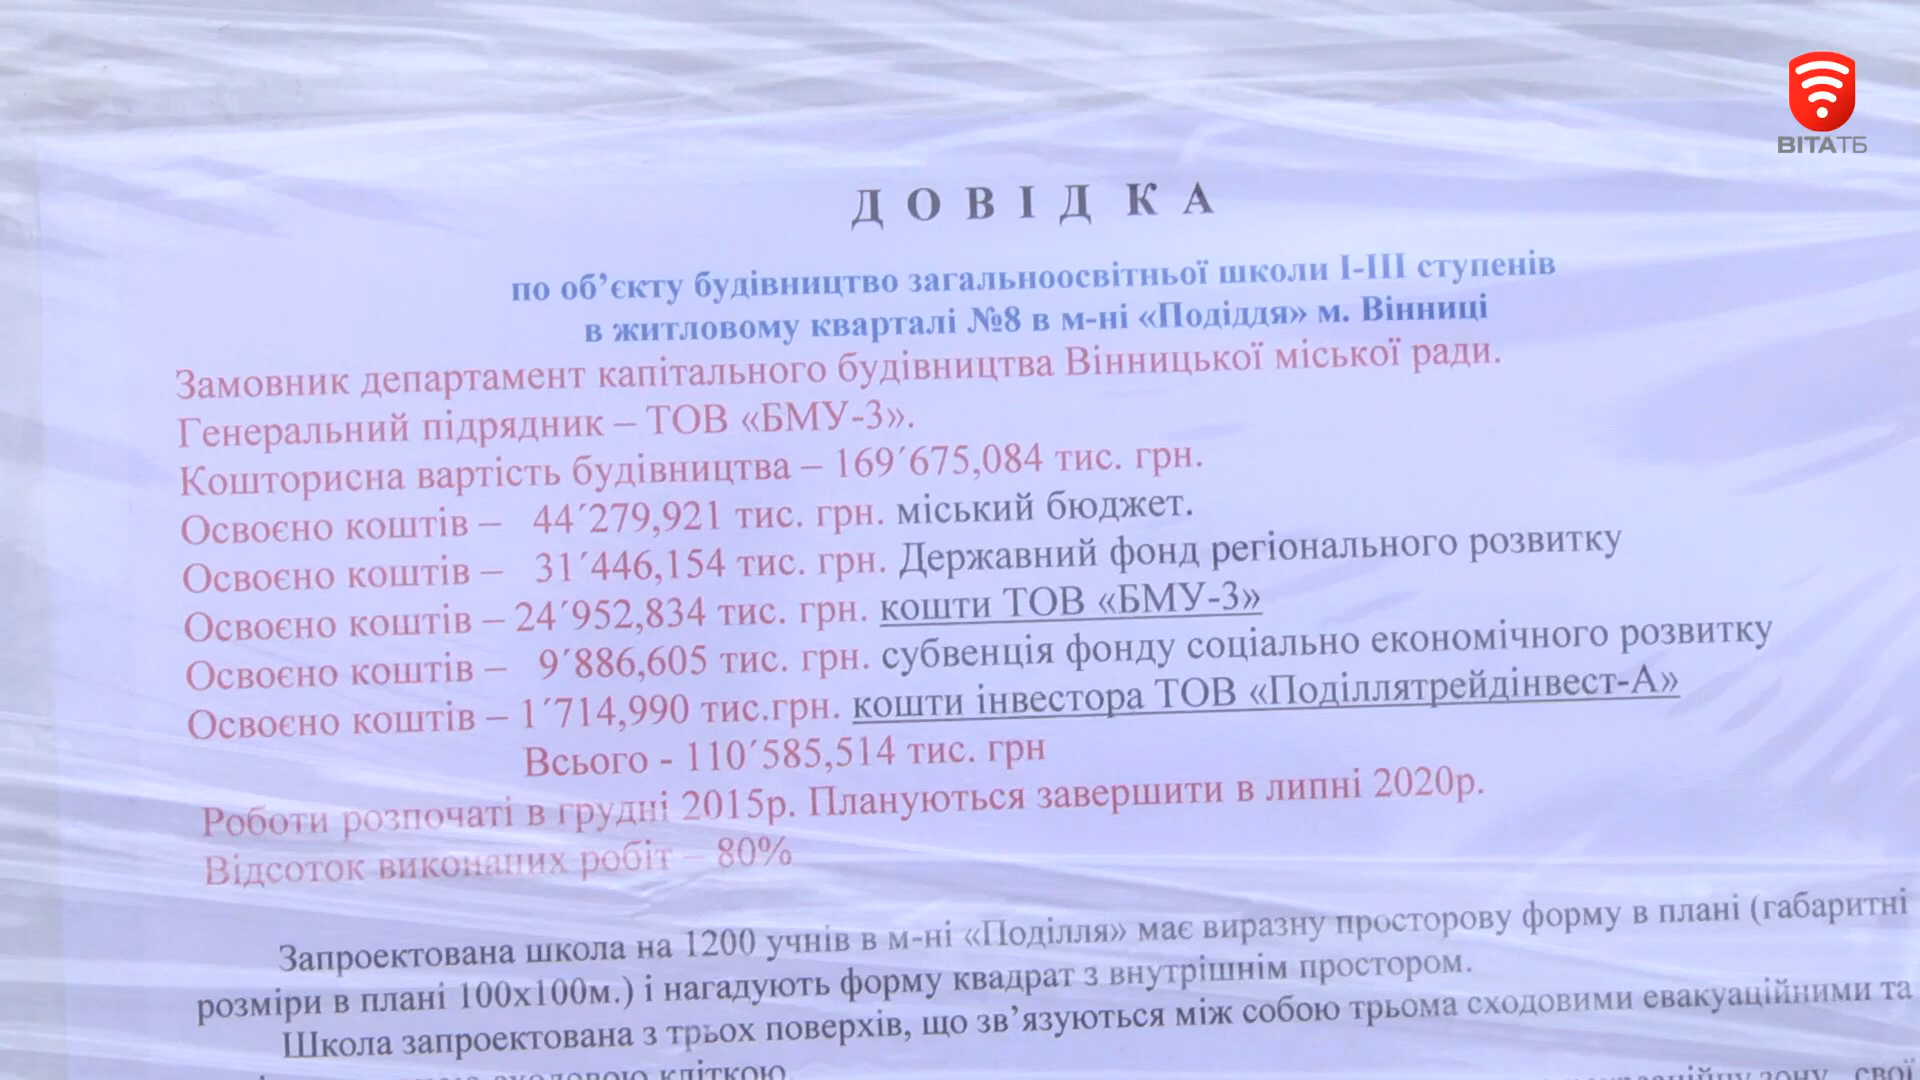 ВІТАТБ
ДОВІДКА
по об’єкту будівництво загальноосвітньої школи І-ІІІ ступенів
в житловому кварталі №8 в м-ні «Поділля» м. Вінниці
Замовник департамент капітального будівництва Вінницької міської ради.
Генеральний підрядник – ТОВ «БМУ-3».
Кошторисна вартість будівництва – 169´675,084 тис. грн.
Освоєно коштів – 44´279,921 тис. грн. міський бюджет.
Освоєно коштів – 31´446,154 тис. грн. Державний фонд регіонального розвитку
Освоєно коштів – 24´952,834 тис. грн. кошти ТОВ «БМУ-3»
Освоєно коштів – 9´886,605 тис. грн. субвенція фонду соціально економічного розвитку
Освоєно коштів – 1´714,990 тис.грн. кошти інвестора ТОВ «Поділлятрейдінвест-А»
Всього - 110´585,514 тис. грн
Роботи розпочаті в грудні 2015р. Плануються завершити в липні 2020р.
Відсоток виконаних робіт – 80%
Запроектована школа на 1200 учнів в м-ні «Поділля» має виразну просторову форму в плані (габаритні
розміри в плані 100х100м.) і нагадують форму квадрат з внутрішнім простором.
Школа запроектована з трьох поверхів, що зв’язуються між собою трьома сходовими евакуаційними та
сходовою кліткою. зону, свої